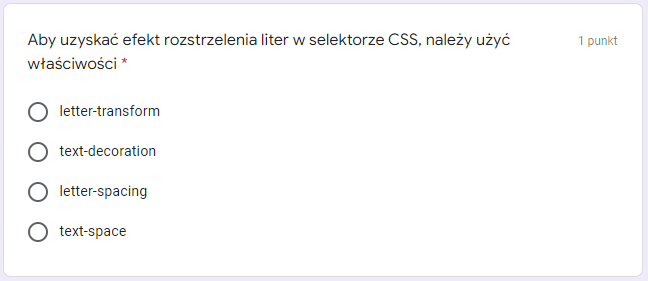 Aby uzyskać efekt rozstrzelenia liter w selektorze CSS, należy użyć
właściwości *
1 punkt
letter-transform
text-decoration
letter-spacing
text-space